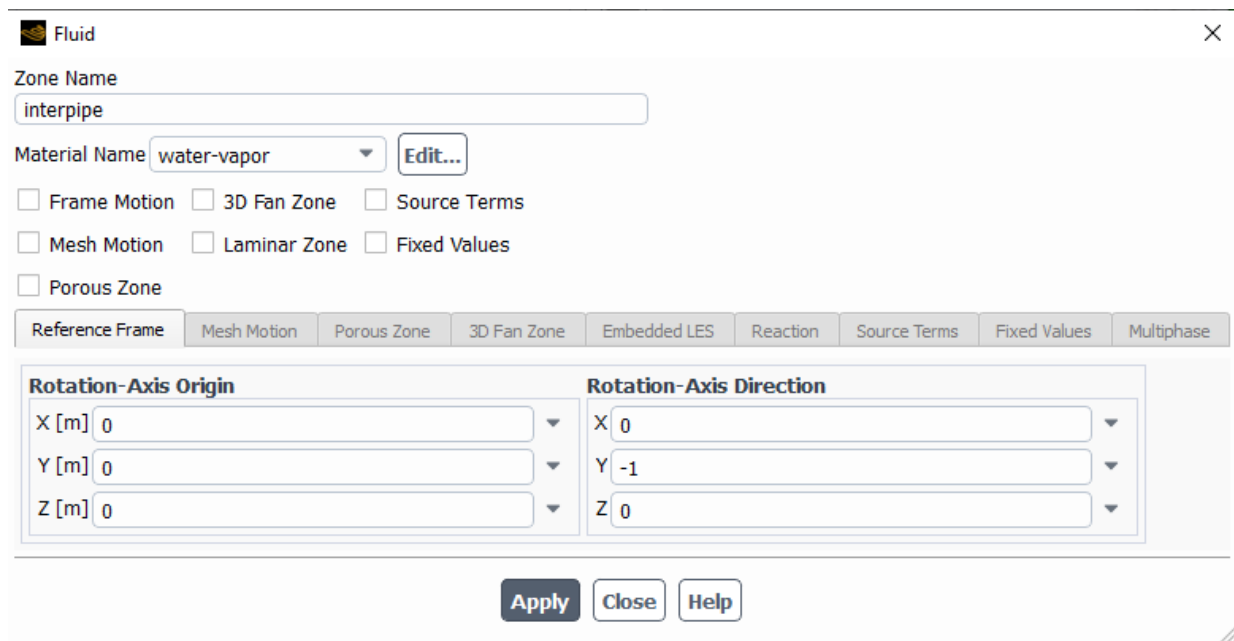 Fluid
Zone Name
interpipe
Material Name water-vapor Edit...
Frame Motion 3D Fan Zone Source Terms
Mesh Motion Laminar Zone Fixed Values
Porous Zone
Reference Frame Mesh Motion Porous Zone 3D Fan Zone Embedded LES Reaction Source Terms Fixed Values Multiphase
Rotation-Axis Origin Rotation-Axis Direction
X [m] 0 X 0
Y [m] 0 Y -1
Z [m] 0 Z 0
Apply Close Help